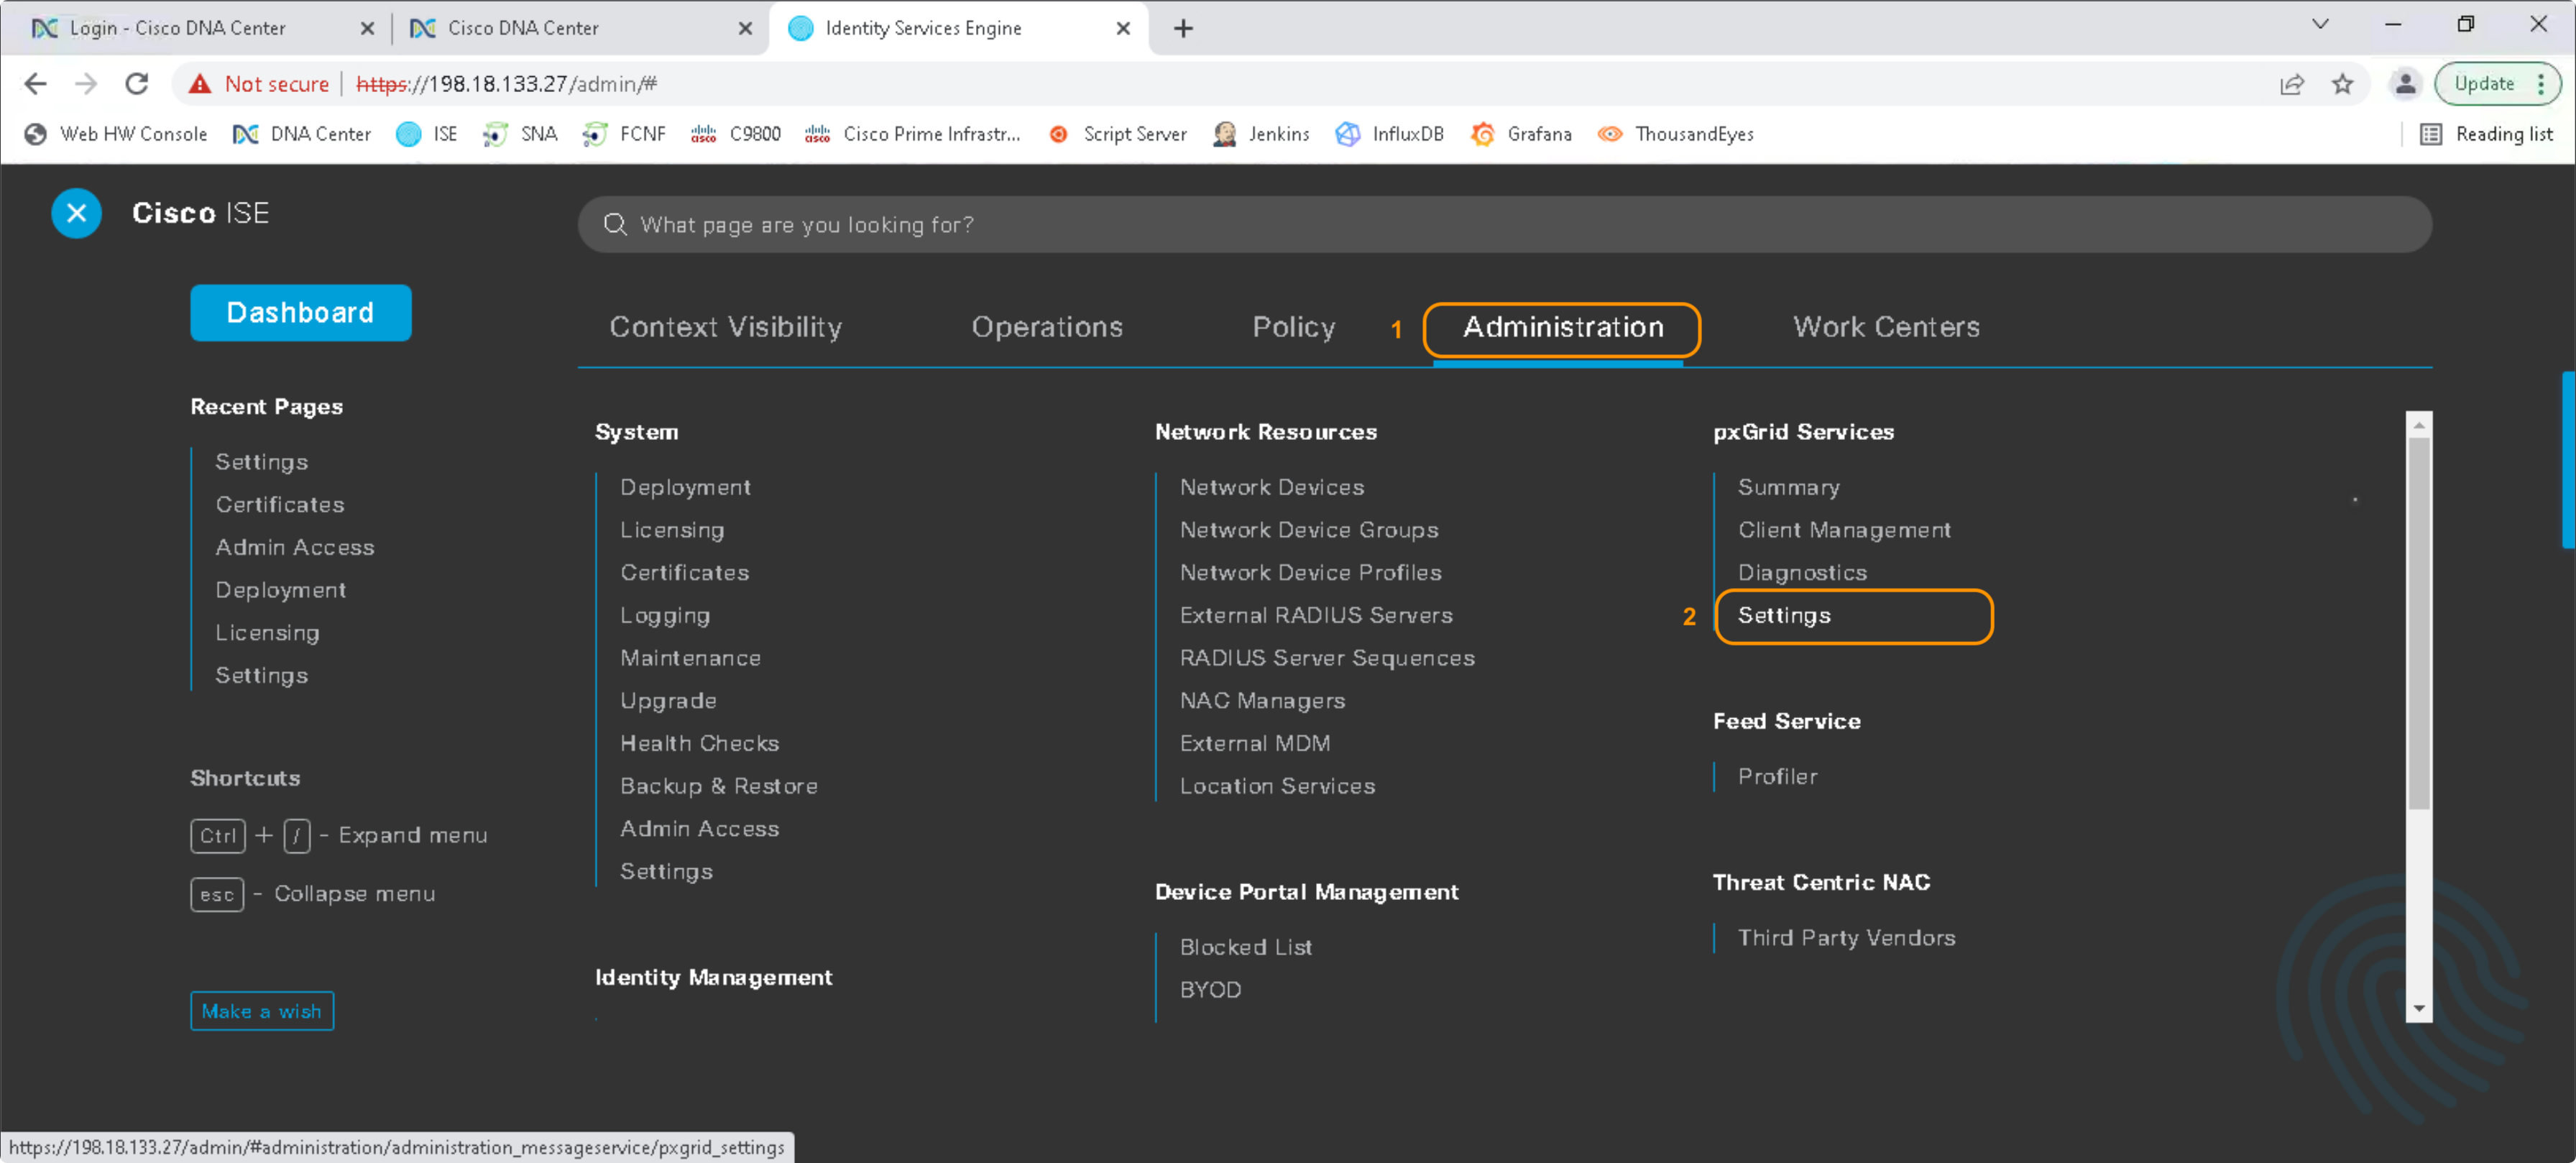 Login - Cisco DNA Center
Cisco DNA Center
Identity Services Engine
Not secure | https://198.18.133.27/admin/#
Update
Web HW Console DNA Center ISE SNA FCNF C9800 Cisco Prime Infrastr... Script Server Jenkins InfluxDB Grafana ThousandEyes Reading list
Cisco ISE
What page are you looking for?
Dashboard
Context Visibility Operations Policy 1 Administration Work Centers
Recent Pages
Settings
Certificates
Admin Access
Deployment
Licensing
Settings
Shortcuts
Ctrl + / - Expand menu
esc - Collapse menu
Make a wish
System
Deployment
Licensing
Certificates
Logging
Maintenance
Upgrade
Health Checks
Backup & Restore
Admin Access
Settings
Identity Management
Network Resources
Network Devices
Network Device Groups
Network Device Profiles
External RADIUS Servers
RADIUS Server Sequences
NAC Managers
External MDM
Location Services
Device Portal Management
Blocked List
BYOD
pxGrid Services
Summary
Client Management
Diagnostics
2 Settings
Feed Service
Profiler
Threat Centric NAC
Third Party Vendors
https://198.18.133.27/admin/#administration/administration_messageservice/pxgrid_settings